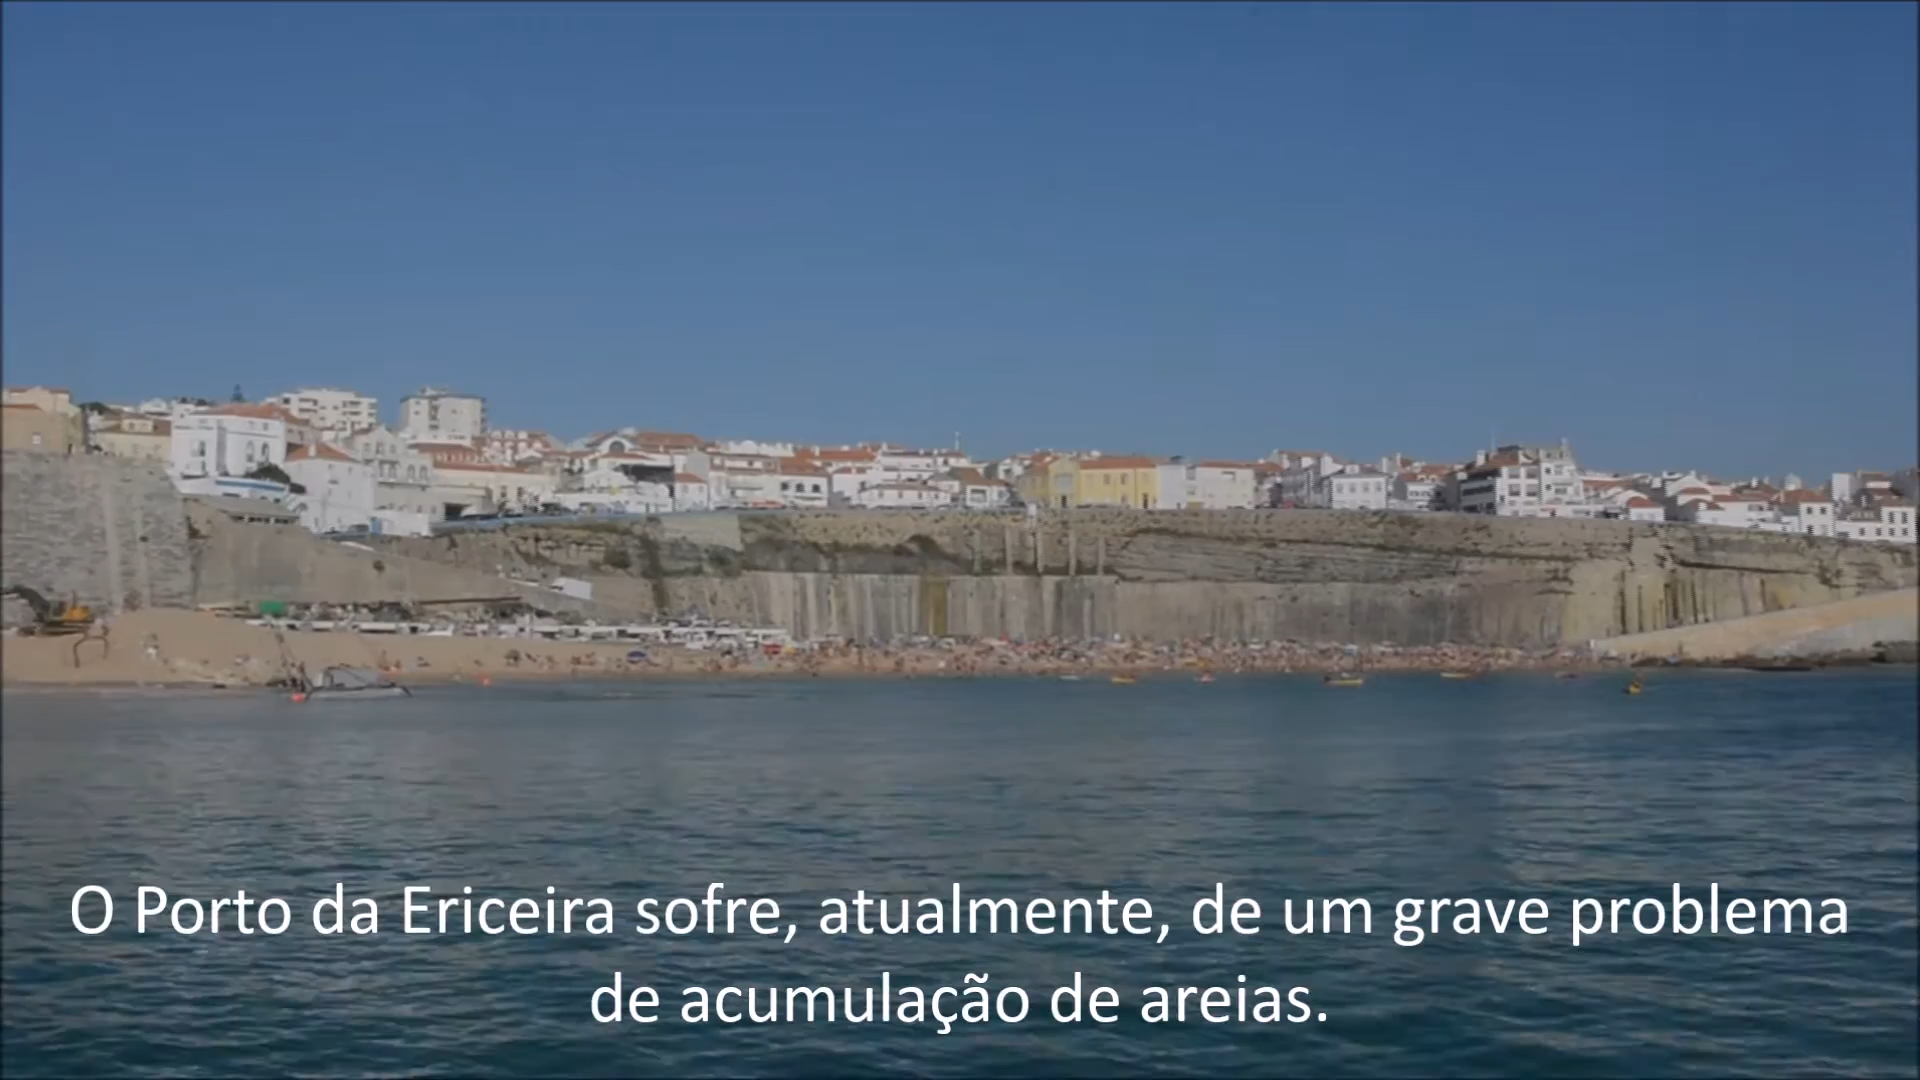 O Porto da Ericeira sofre, atualmente, de um grave problema
de acumulação de areias.